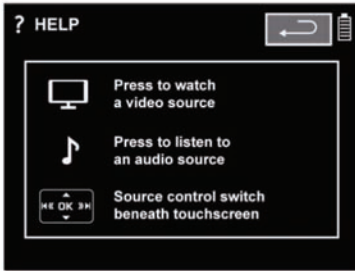 ? HELP
Press to watch
a video source
Press to listen to
an audio source
OK
Source control switch
beneath touchscreen